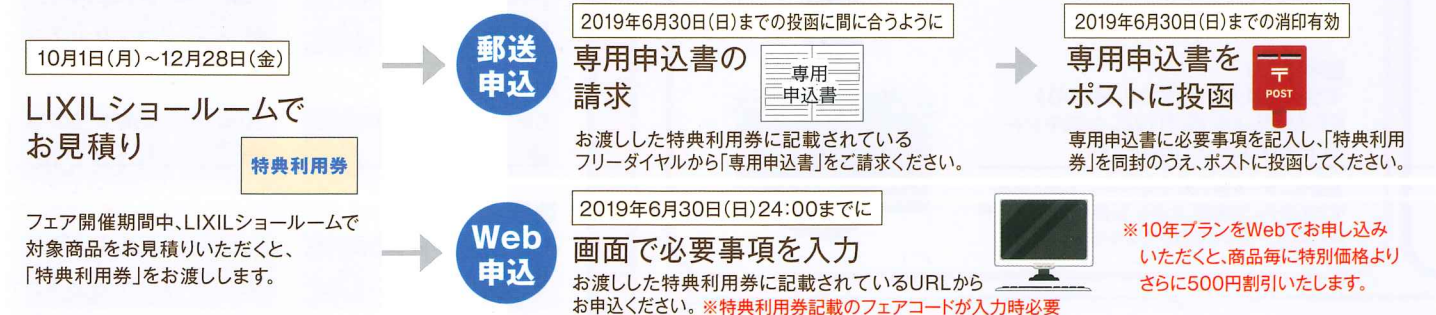 10月1日(月)～12月28日(金)
LIXILショールームで
お見積り
特典利用券
フェア開催期間中、LIXILショールームで
対象商品をお見積りいただくと、
「特典利用券」をお渡しします。
郵送
申込
2019年6月30日(日)までの投函に間に合うように
専用申込書の
請求
専用
申込書
お渡しした特典利用券に記載されている
フリーダイヤルから「専用申込書」をご請求ください。
2019年6月30日(日)までの消印有効
専用申込書を
ポストに投函
〒
POST
専用申込書に必要事項を記入し、「特典利用
券」を同封のうえ、ポストに投函してください。
Web
申込
2019年6月30日(日)24:00までに
画面で必要事項を入力
お渡しした特典利用券に記載されているURLから
お申込ください。※特典利用券記載のフェアコードが入力時必要
※10年プランをWebでお申し込み
いただくと、商品毎に特別価格より
さらに500円割引いたします。